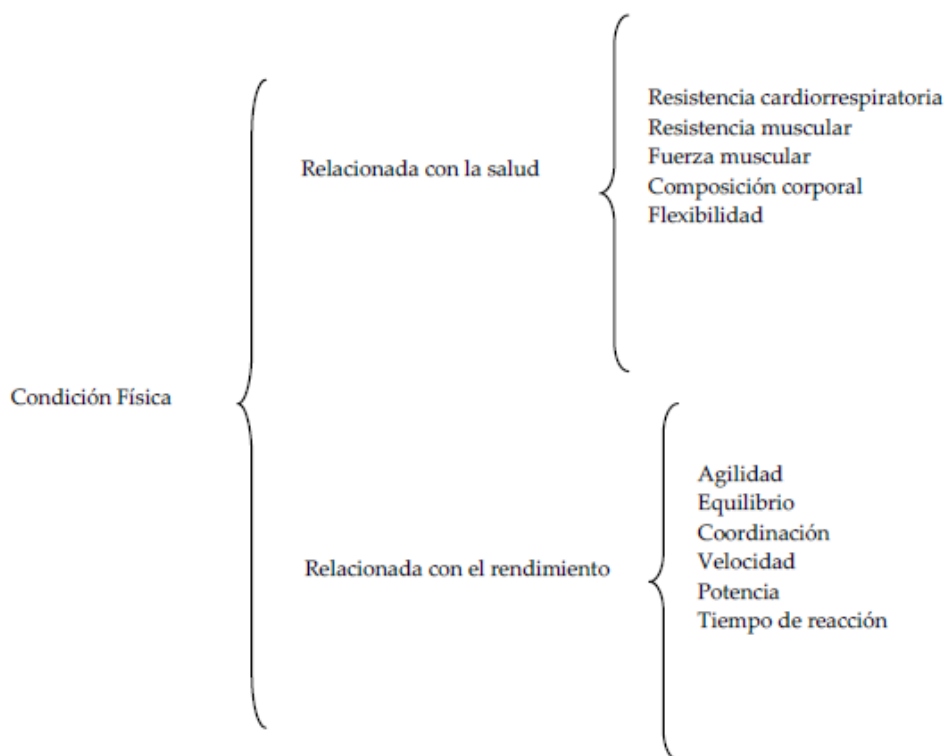 Condición Física
Relacionada con la salud
Resistencia cardiorrespiratoria
Resistencia muscular
Fuerza muscular
Composición corporal
Flexibilidad
Relacionada con el rendimiento
Agilidad
Equilibrio
Coordinación
Velocidad
Potencia
Tiempo de reacción